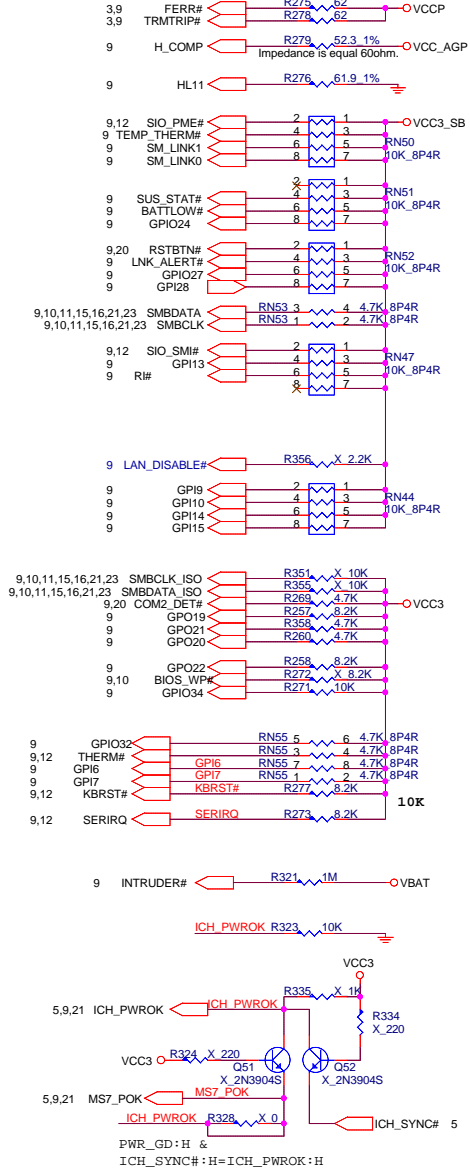 3,9 FERR# R275 62 VCCP
3,9 TRMTRIP# R278 62
9 H_COMP R279 52.3_1% VCC_AGP
Impedance is equal 60ohm.
9 HL11 R276 61.9_1%
9,12 SIO_PME# 2 1 VCC3_SB
9 TEMP_THERM# 4 3 RN50
9 SM_LINK1 6 5 10K_8P4R
9 SM_LINK0 8 7
2 1 RN51
9 SUS_STAT# 4 3 10K_8P4R
9 BATTLOW# 6 5
9 GPIO24 8 7
9,20 RSTBTN# 2 1
9 LNK_ALERT# 4 3 RN52
9 GPIO27 6 5 10K_8P4R
9 GPI28 8 7
9,10,11,15,16,21,23 SMBDATA RN53 3 4 4.7K_8P4R
9,10,11,15,16,21,23 SMBCLK RN53 1 2 4.7K_8P4R
9,12 SIO_SMI# 2 1
9 GPI13 4 3 RN47
9 RI# 6 5 10K_8P4R
8 7
9 LAN_DISABLE# R356 X_2.2K
9 GPI9 2 1
9 GPI10 4 3 RN44
9 GPI14 6 5 10K_8P4R
9 GPI15 8 7
9,10,11,15,16,21,23 SMBCLK_ISO R351 X_10K
9,10,11,15,16,21,23 SMBDATA_ISO R355 X_10K
9,20 COM2_DET# R269 4.7K VCC3
9 GPO19 R257 8.2K
9 GPO21 R358 4.7K
9 GPO20 R260 4.7K
9 GPO22 R258 8.2K
9,10 BIOS_WP# R272 X_8.2K
9 GPIO34 R271 10K
9 GPIO32 RN55 5 6 4.7K_8P4R
9,12 THERM# RN55 3 4 4.7K_8P4R
9 GPI6 GPI6 RN55 7 8 4.7K_8P4R
9 GPI7 GPI7 RN55 1 2 4.7K_8P4R
9,12 KBRST# KBRST# R277 8.2K
10K
9,12 SERIRQ SERIRQ R273 8.2K
9 INTRUDER# R321 1M VBAT
ICH_PWROK R323 10K
VCC3
R335 X_1K
5,9,21 ICH_PWROK ICH_PWROK
R334
X_220
VCC3 R324 X_220 Q51 Q52
X_2N3904S X_2N3904S
5,9,21 MS7_POK MS7_POK
ICH_PWROK R328 X_0 ICH_SYNC# 5
PWR_GD:H &
ICH_SYNC#:H=ICH_PWROK:H